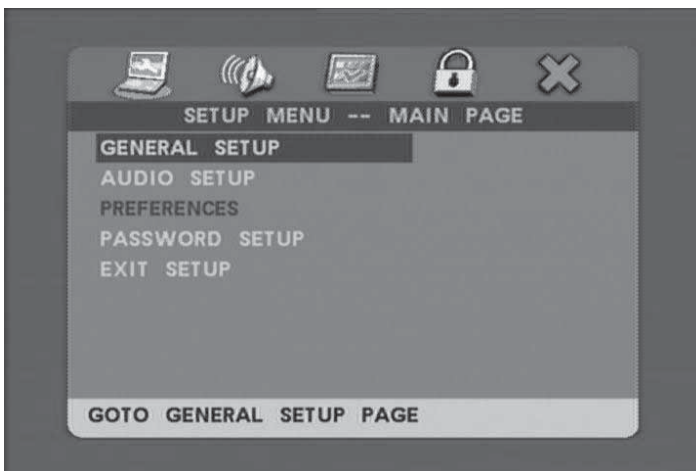 SETUP MENU -- MAIN PAGE
GENERAL SETUP
AUDIO SETUP
PREFERENCES
PASSWORD SETUP
EXIT SETUP
GOTO GENERAL SETUP PAGE